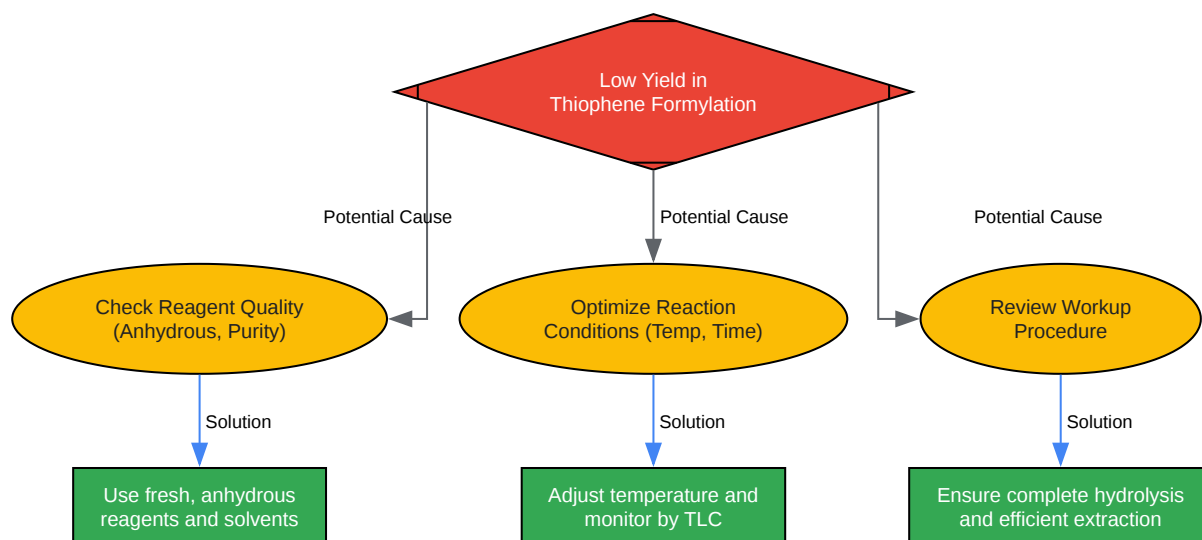 Low Yield in
Thiophene Formylation
Potential Cause
Potential Cause
Potential Cause
Check Reagent Quality
(Anhydrous, Purity)
Optimize Reaction
Conditions (Temp, Time)
Review Workup
Procedure
Solution
Solution
Solution
Use fresh, anhydrous
reagents and solvents
Adjust temperature and
monitor by TLC
Ensure complete hydrolysis
and efficient extraction